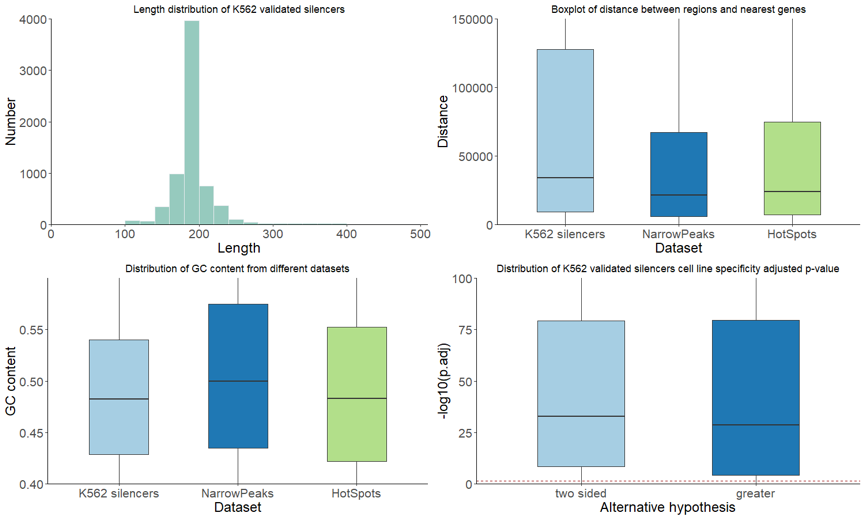 Length distribution of K562 validated silencers
4000
3000
2000
1000
0
Number
0 100 200 300 400 500
Length
Boxplot of distance between regions and nearest genes
150000
100000
50000
0
Distance
K562 silencers NarrowPeaks HotSpots
Dataset
Distribution of GC content from different datasets
0.55
0.50
0.45
0.40
GC content
K562 silencers NarrowPeaks HotSpots
Dataset
Distribution of K562 validated silencers cell line specificity adjusted p-value
100
75
50
25
0
-log10(p.adj)
two sided greater
Alternative hypothesis